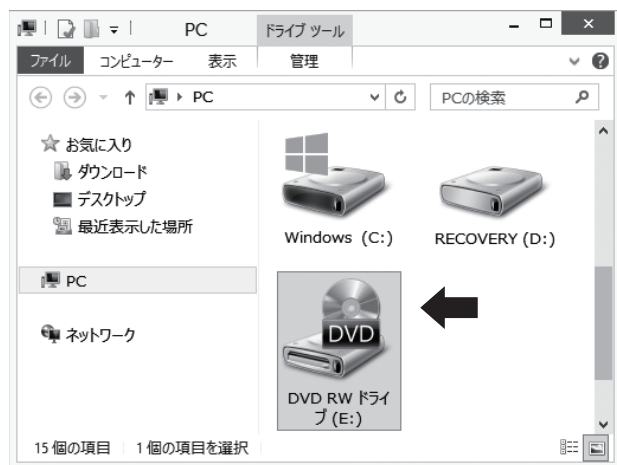 PC
ドライブ ツール
ファイル コンピューター 表示 管理
PC
PCの検索
お気に入り
ダウンロード
デスクトップ
最近表示した場所
PC
ネットワーク
Windows (C:)
RECOVERY (D:)
DVD
DVD RW ドライ
ブ (E:)
15 個の項目 1 個の項目を選択